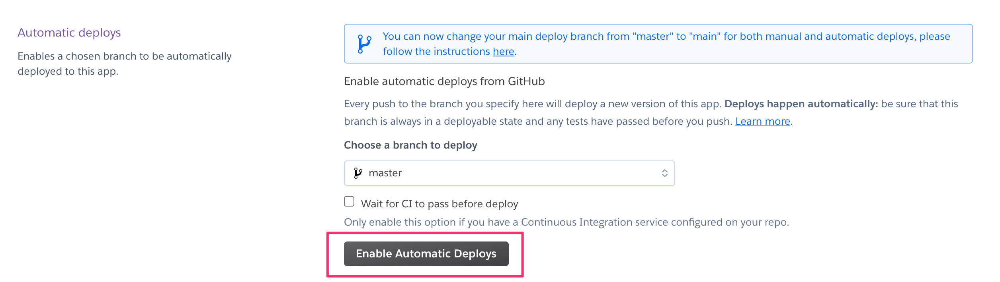 Automatic deploys
Enables a chosen branch to be automatically
deployed to this app.
You can now change your main deploy branch from "master" to "main" for both manual and automatic deploys, please
follow the instructions here.
Enable automatic deploys from GitHub
Every push to the branch you specify here will deploy a new version of this app. Deploys happen automatically: be sure that this
branch is always in a deployable state and any tests have passed before you push. Learn more.
Choose a branch to deploy
master
Wait for CI to pass before deploy
Only enable this option if you have a Continuous Integration service configured on your repo.
Enable Automatic Deploys